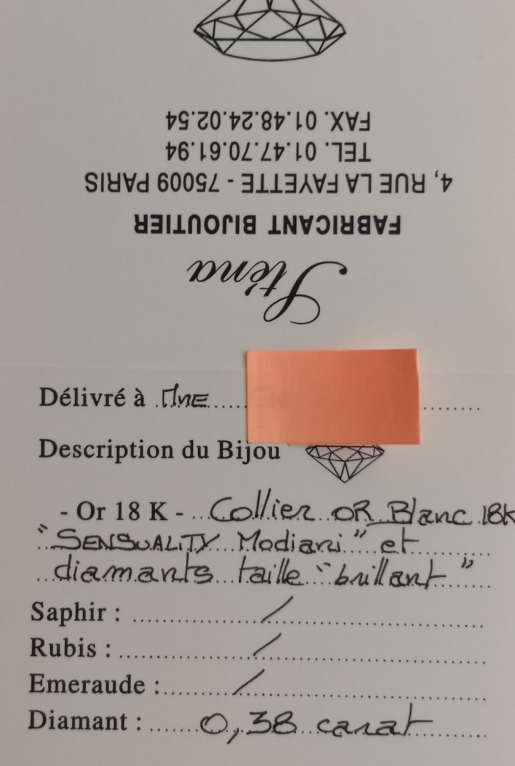 Sténa
FABRICANT BIJOUTIER
4, RUE LA FAYETTE - 75009 PARIS
TEL. 01.47.70.61.94
FAX. 01.48.24.02.54
Délivré à Mme
Description du Bijou
- Or 18 K - Collier OR Blanc 18K
"SENSUALITY Modiani" et
diamants taille "brillant"
Saphir : /
Rubis : /
Emeraude : /
Diamant : 0,38 carat